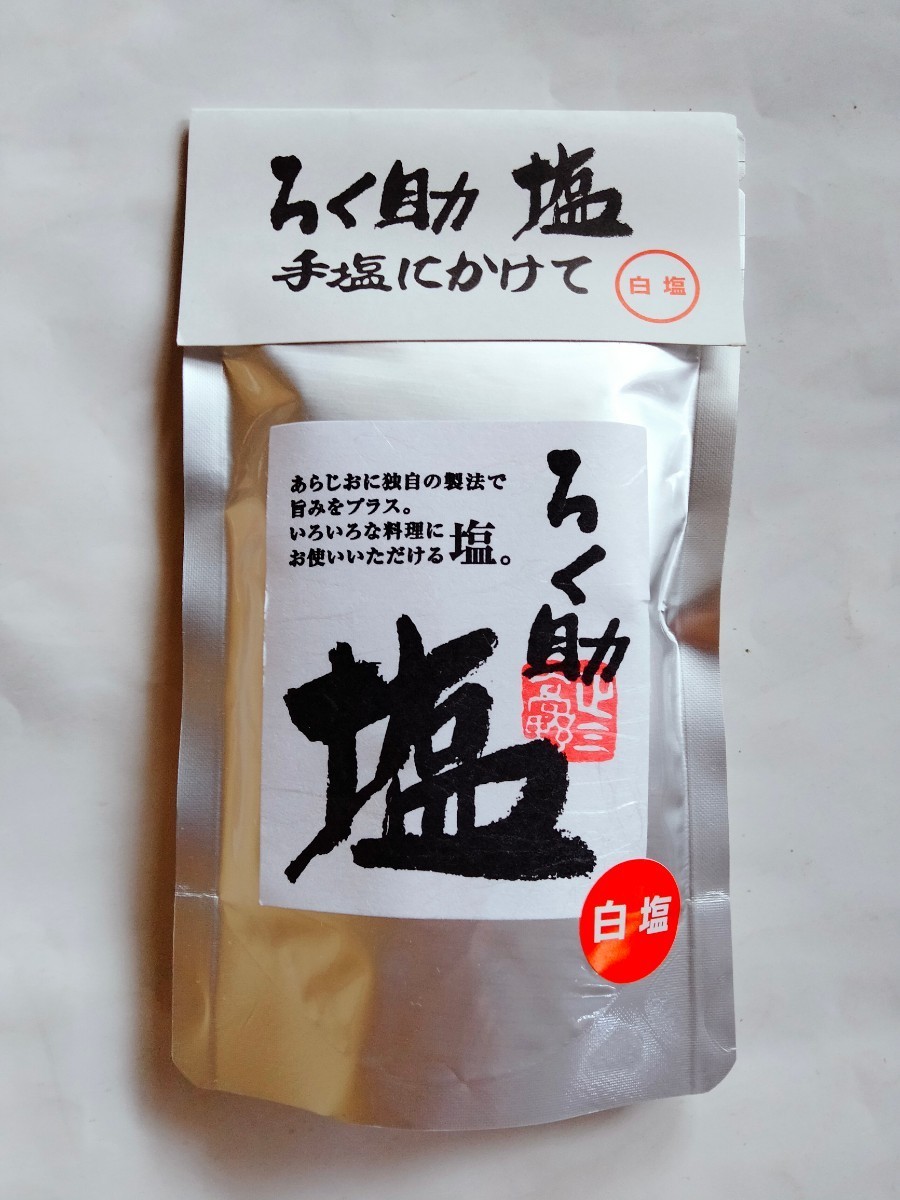 ろく助 塩
手塩にかけて
白塩
あらじおに独自の製法で
旨みをプラス。
いろいろな料理に
お使いいただける塩。
ろく助
塩
白塩